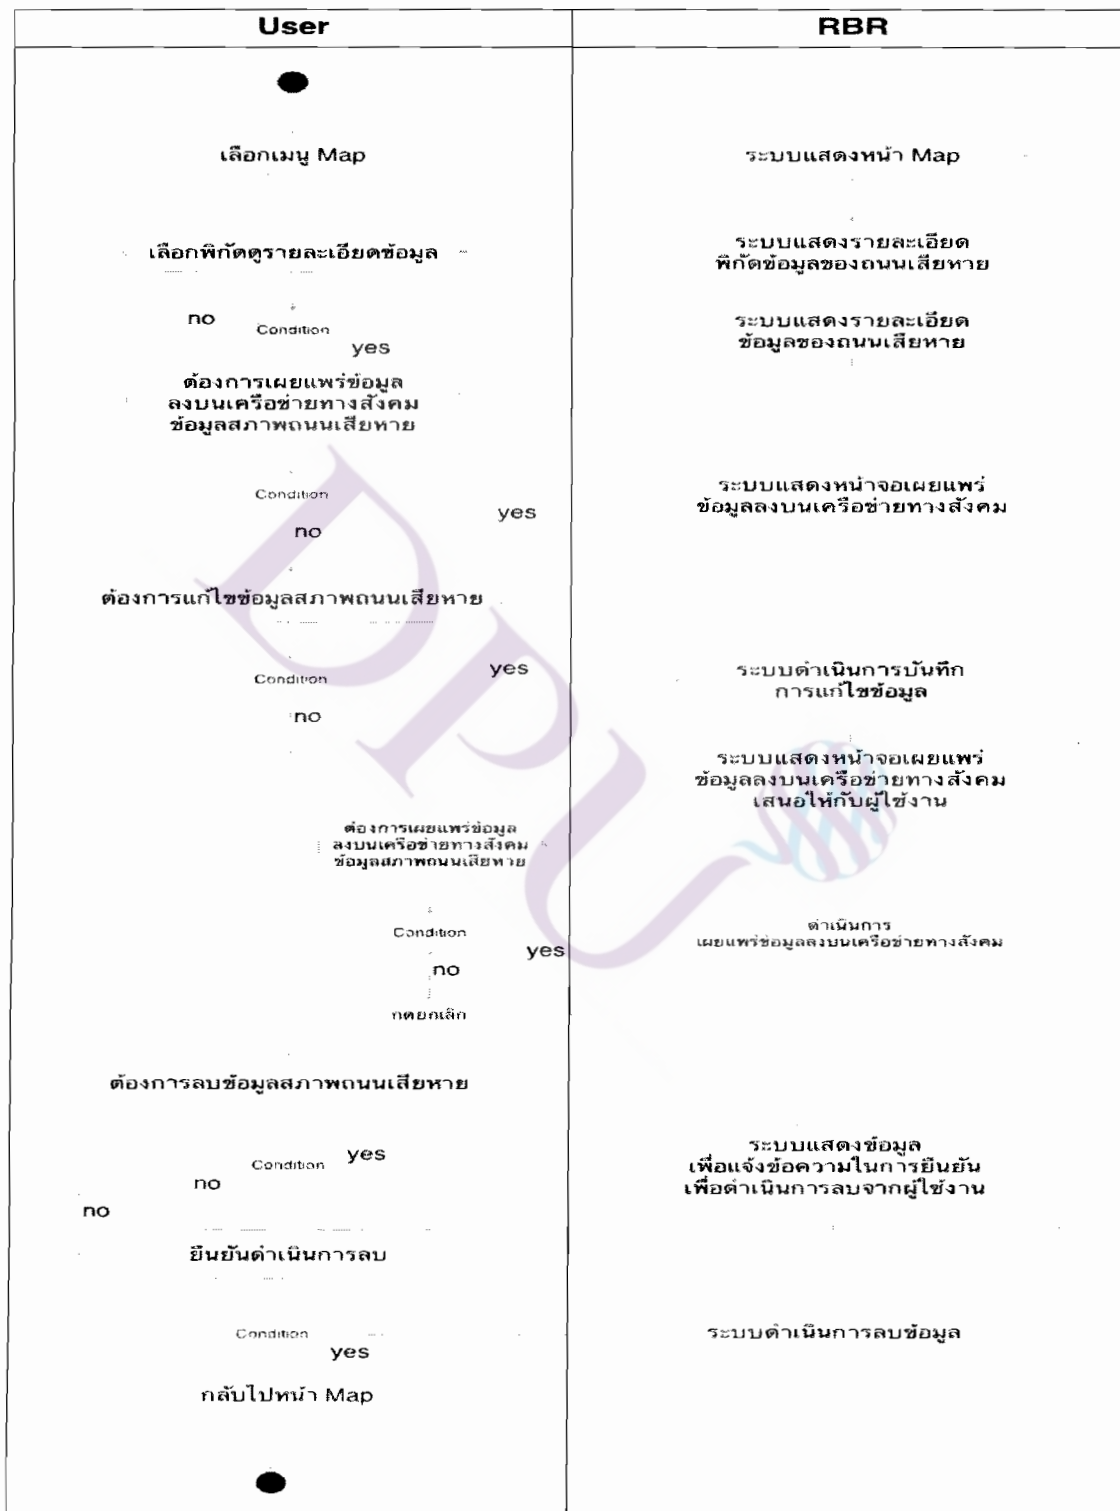 User
RBR
เลือกเมนู Map
ระบบแสดงหน้า Map
เลือกพิกัดดูรายละเอียดข้อมูล
ระบบแสดงรายละเอียด
พิกัดข้อมูลของถนนเสียหาย
no
Condition
yes
ระบบแสดงรายละเอียด
ข้อมูลของถนนเสียหาย
ต้องการเผยแพร่ข้อมูล
ลงบนเครือข่ายทางสังคม
ข้อมูลสภาพถนนเสียหาย
Condition
yes
no
ระบบแสดงหน้าจอเผยแพร่
ข้อมูลลงบนเครือข่ายทางสังคม
ต้องการแก้ไขข้อมูลสภาพถนนเสียหาย
Condition
yes
no
ระบบดำเนินการบันทึก
การแก้ไขข้อมูล
ระบบแสดงหน้าจอเผยแพร่
ข้อมูลลงบนเครือข่ายทางสังคม
เสนอให้กับผู้ใช้งาน
ต้องการเผยแพร่ข้อมูล
ลงบนเครือข่ายทางสังคม
ข้อมูลสภาพถนนเสียหาย
Condition
yes
no
ดำเนินการ
เผยแพร่ข้อมูลลงบนเครือข่ายทางสังคม
กดยกเลิก
ต้องการลบข้อมูลสภาพถนนเสียหาย
Condition
yes
no
no
ระบบแสดงข้อมูล
เพื่อแจ้งข้อความในการยืนยัน
เพื่อดำเนินการลบจากผู้ใช้งาน
ยืนยันดำเนินการลบ
Condition
yes
ระบบดำเนินการลบข้อมูล
กลับไปหน้า Map
DPU